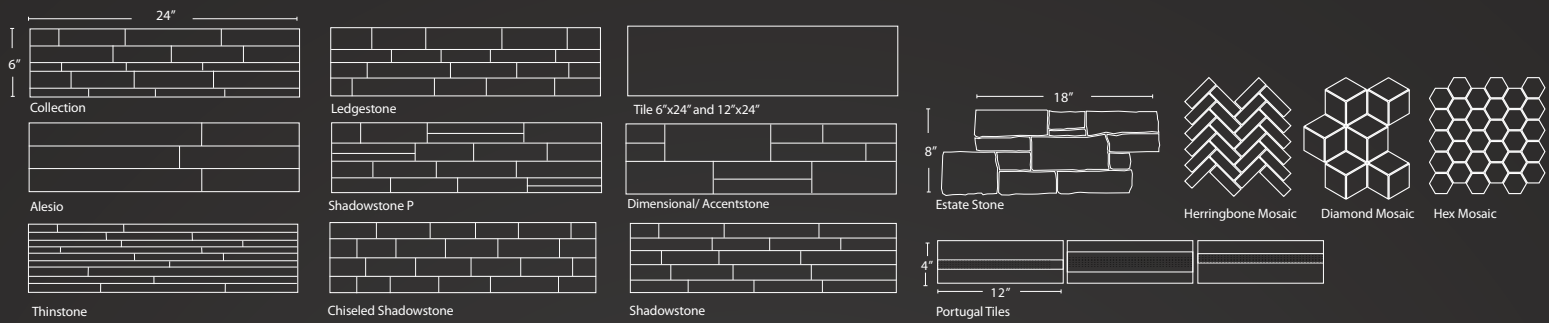 24”
6”
Collection
Ledgestone
Tile 6”x24” and 12”x24”
Alesio
Shadowstone P
Dimensional/ Accentstone
Thinstone
Chiseled Shadowstone
Shadowstone
18”
8”
Estate Stone
Herringbone Mosaic
Diamond Mosaic
Hex Mosaic
4”
12”
Portugal Tiles